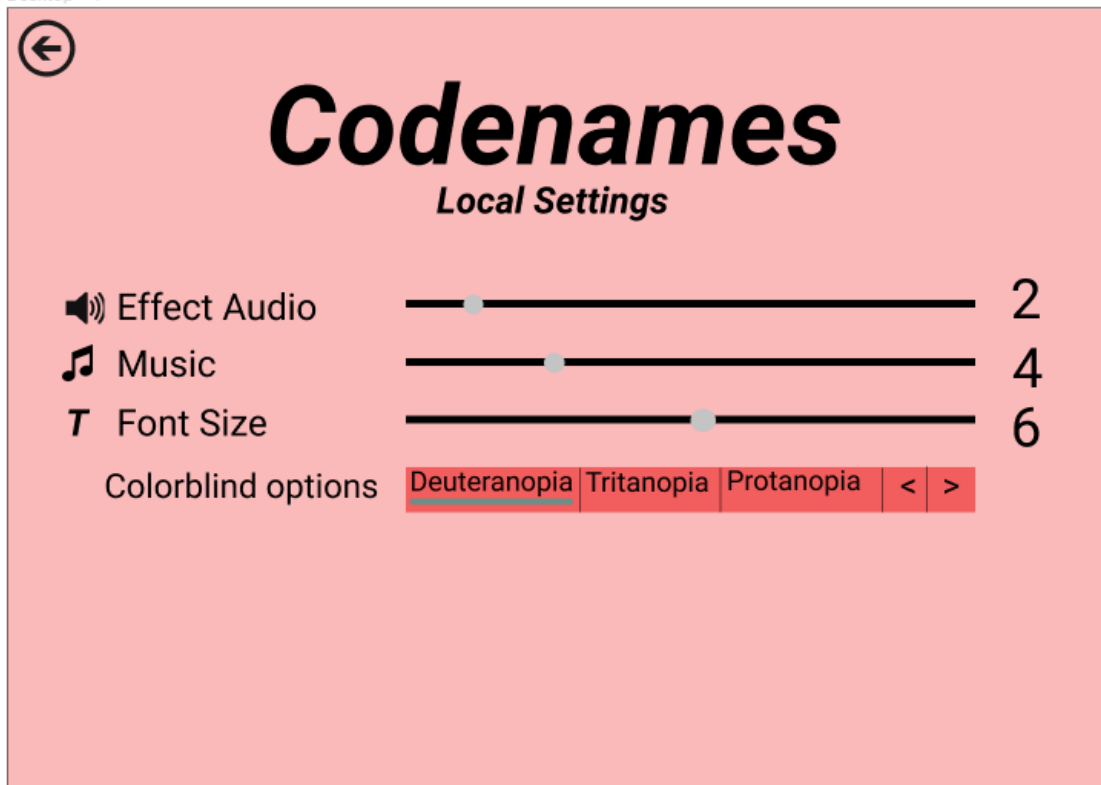 Codenames
Local Settings
Effect Audio 2
Music 4
T Font Size 6
Colorblind options Deuteranopia Tritanopia Protanopia < >